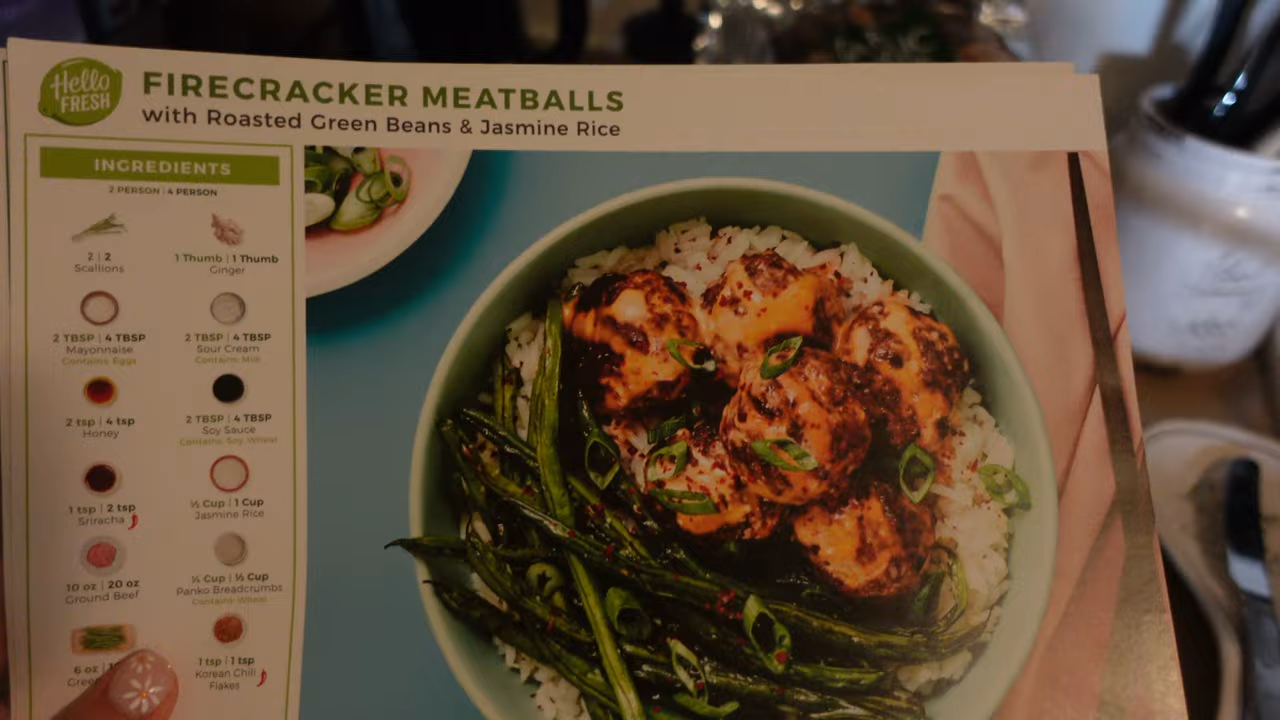 Hello
FRESH
FIRECRACKER MEATBALLS
with Roasted Green Beans & Jasmine Rice
INGREDIENTS
2 PERSON | 4 PERSON
2 | 2
Scallions
1 Thumb | 1 Thumb
Ginger
2 TBSP | 4 TBSP
Mayonnaise
Contains: Eggs
2 TBSP | 4 TBSP
Sour Cream
Contains: Milk
2 tsp | 4 tsp
Honey
2 TBSP | 4 TBSP
Soy Sauce
Contains: Soy, Wheat
1 tsp | 2 tsp
Sriracha
½ Cup | 1 Cup
Jasmine Rice
10 oz | 20 oz
Ground Beef
¼ Cup | ½ Cup
Panko Breadcrumbs
Contains: Wheat
6 oz |
1 tsp | 1 tsp
Korean Chili
Flakes